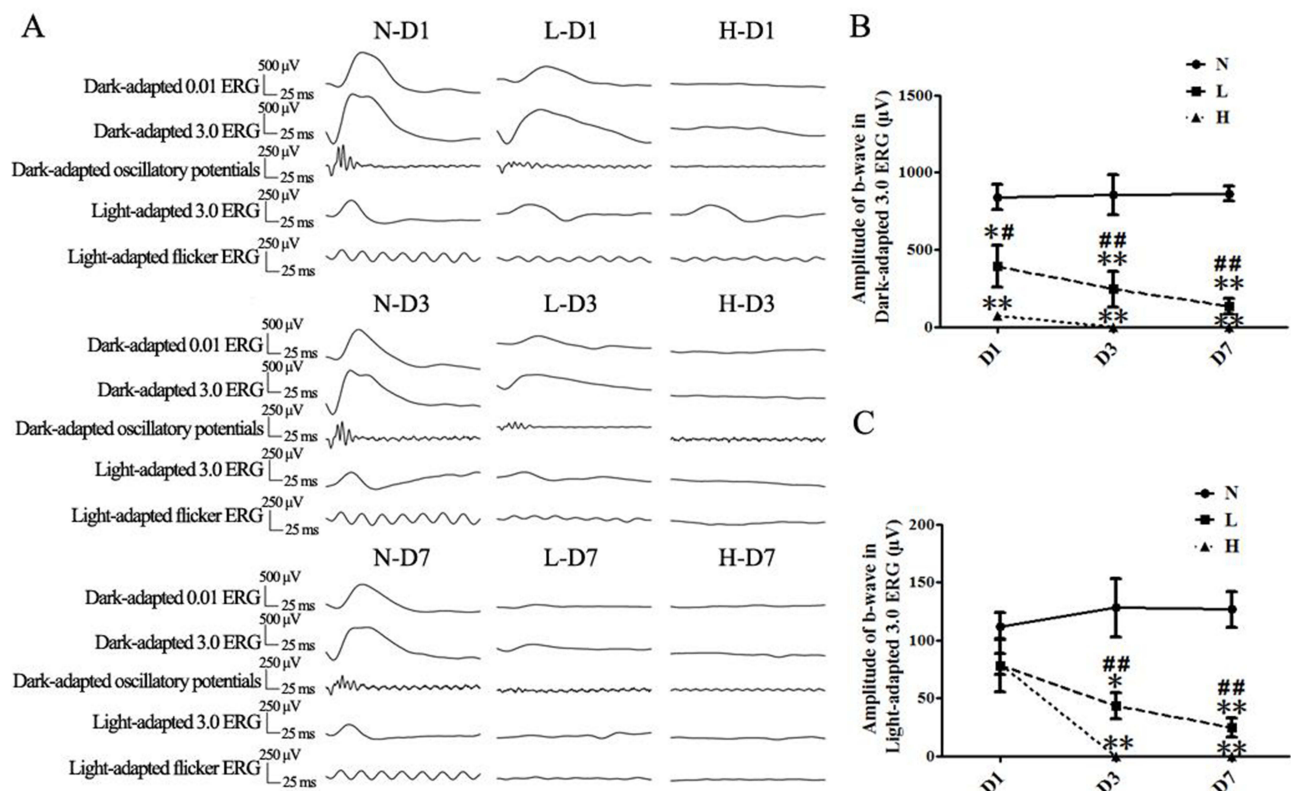 A
N-D1
L-D1
H-D1
Dark-adapted 0.01 ERG
500 µV
25 ms
Dark-adapted 3.0 ERG
500 µV
25 ms
Dark-adapted oscillatory potentials
250 µV
25 ms
Light-adapted 3.0 ERG
250 µV
25 ms
Light-adapted flicker ERG
250 µV
25 ms
N-D3
L-D3
H-D3
Dark-adapted 0.01 ERG
500 µV
25 ms
Dark-adapted 3.0 ERG
500 µV
25 ms
Dark-adapted oscillatory potentials
250 µV
25 ms
Light-adapted 3.0 ERG
250 µV
25 ms
Light-adapted flicker ERG
250 µV
25 ms
N-D7
L-D7
H-D7
Dark-adapted 0.01 ERG
500 µV
25 ms
Dark-adapted 3.0 ERG
500 µV
25 ms
Dark-adapted oscillatory potentials
250 µV
25 ms
Light-adapted 3.0 ERG
250 µV
25 ms
Light-adapted flicker ERG
250 µV
25 ms
B
N
L
H
Amplitude of b-wave in
Dark-adapted 3.0 ERG (µV)
1500
1000
500
0
*#
**
##
**
**
##
**
**
D1
D3
D7
C
N
L
H
Amplitude of b-wave in
Light-adapted 3.0 ERG (µV)
200
150
100
50
0
##
*
**
##
**
**
D1
D3
D7